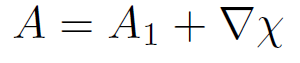 A = A₁ + ∇χ